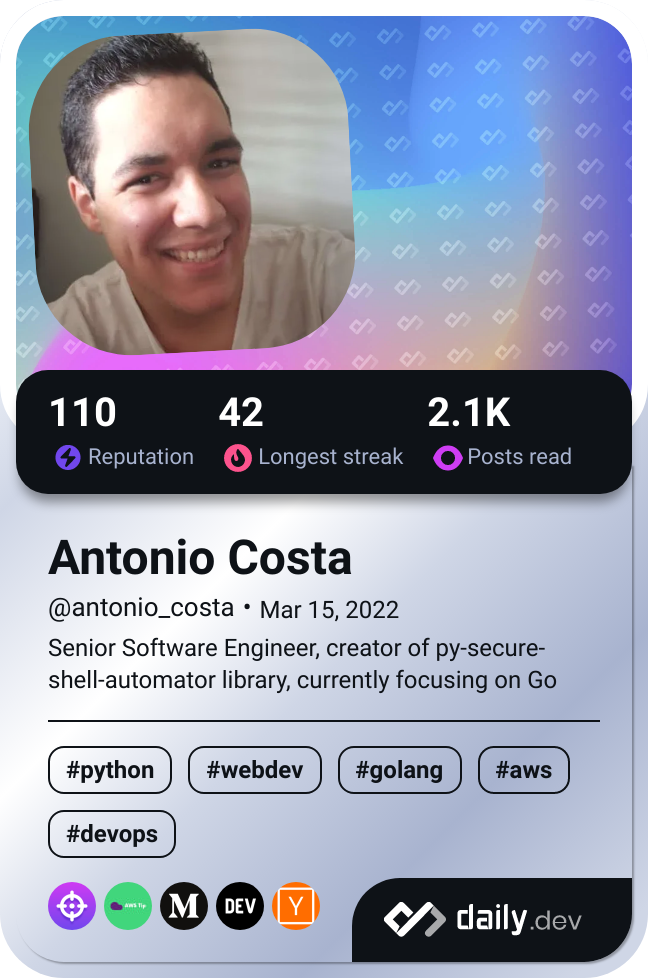 110 42 2.1K
Reputation Longest streak Posts read
Antonio Costa
@antonio_costa • Mar 15, 2022
Senior Software Engineer, creator of py-secure-
shell-automator library, currently focusing on Go
#python #webdev #golang #aws
#devops
AWS Tip M DEV Y
daily.dev